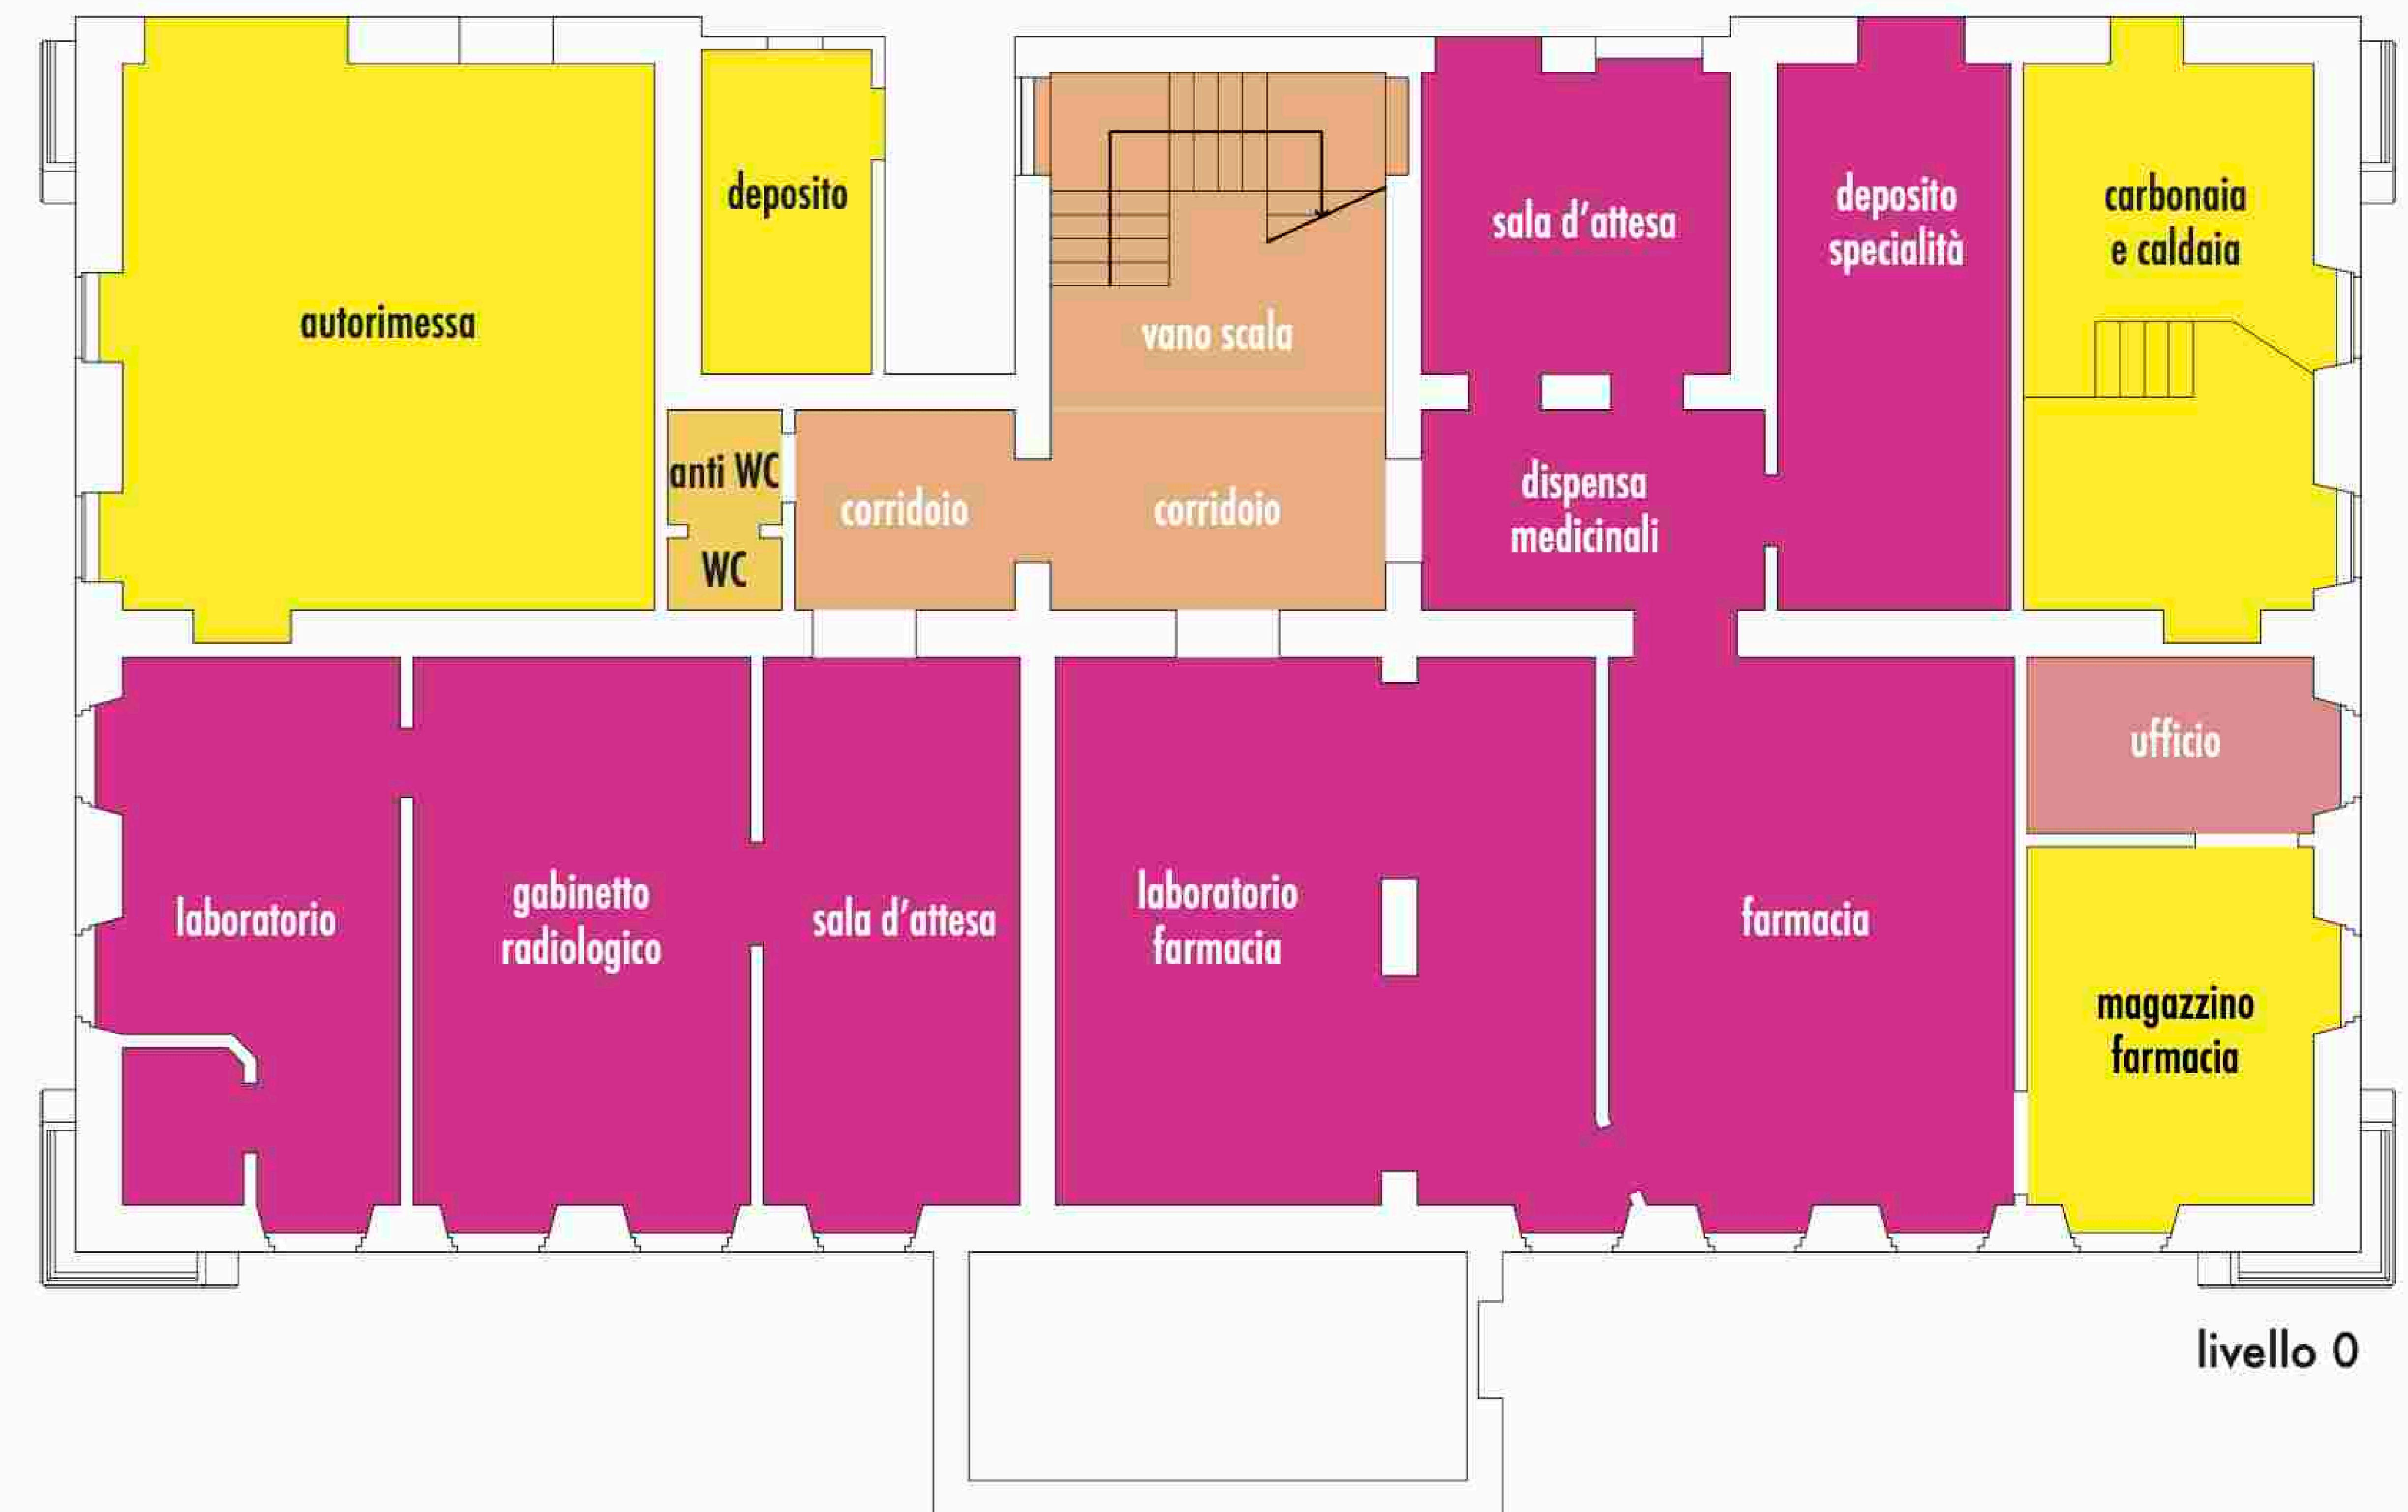 deposito
sala d'attesa
deposito
specialità
carbonaia
e caldaia
autorimessa
vano scala
anti WC
WC
corridoio
corridoio
dispensa
medicinali
ufficio
laboratorio
gabinetto
radiologico
sala d'attesa
laboratorio
farmacia
farmacia
magazzino
farmacia
livello 0